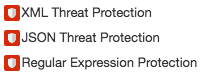 XML Threat Protection
JSON Threat Protection
Regular Expression Protection